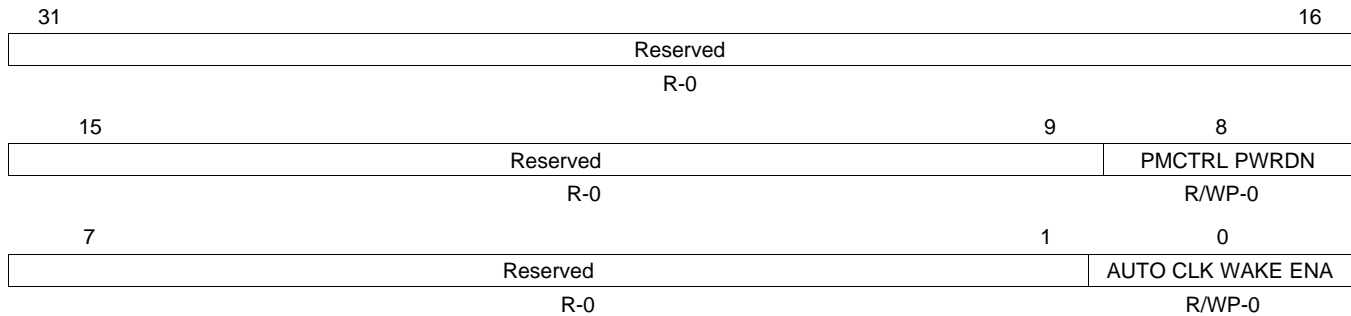 31 16
Reserved
R-0
15 9 8
Reserved PMCTRL PWRDN
R-0 R/WP-0
7 1 0
Reserved AUTO CLK WAKE ENA
R-0 R/WP-0